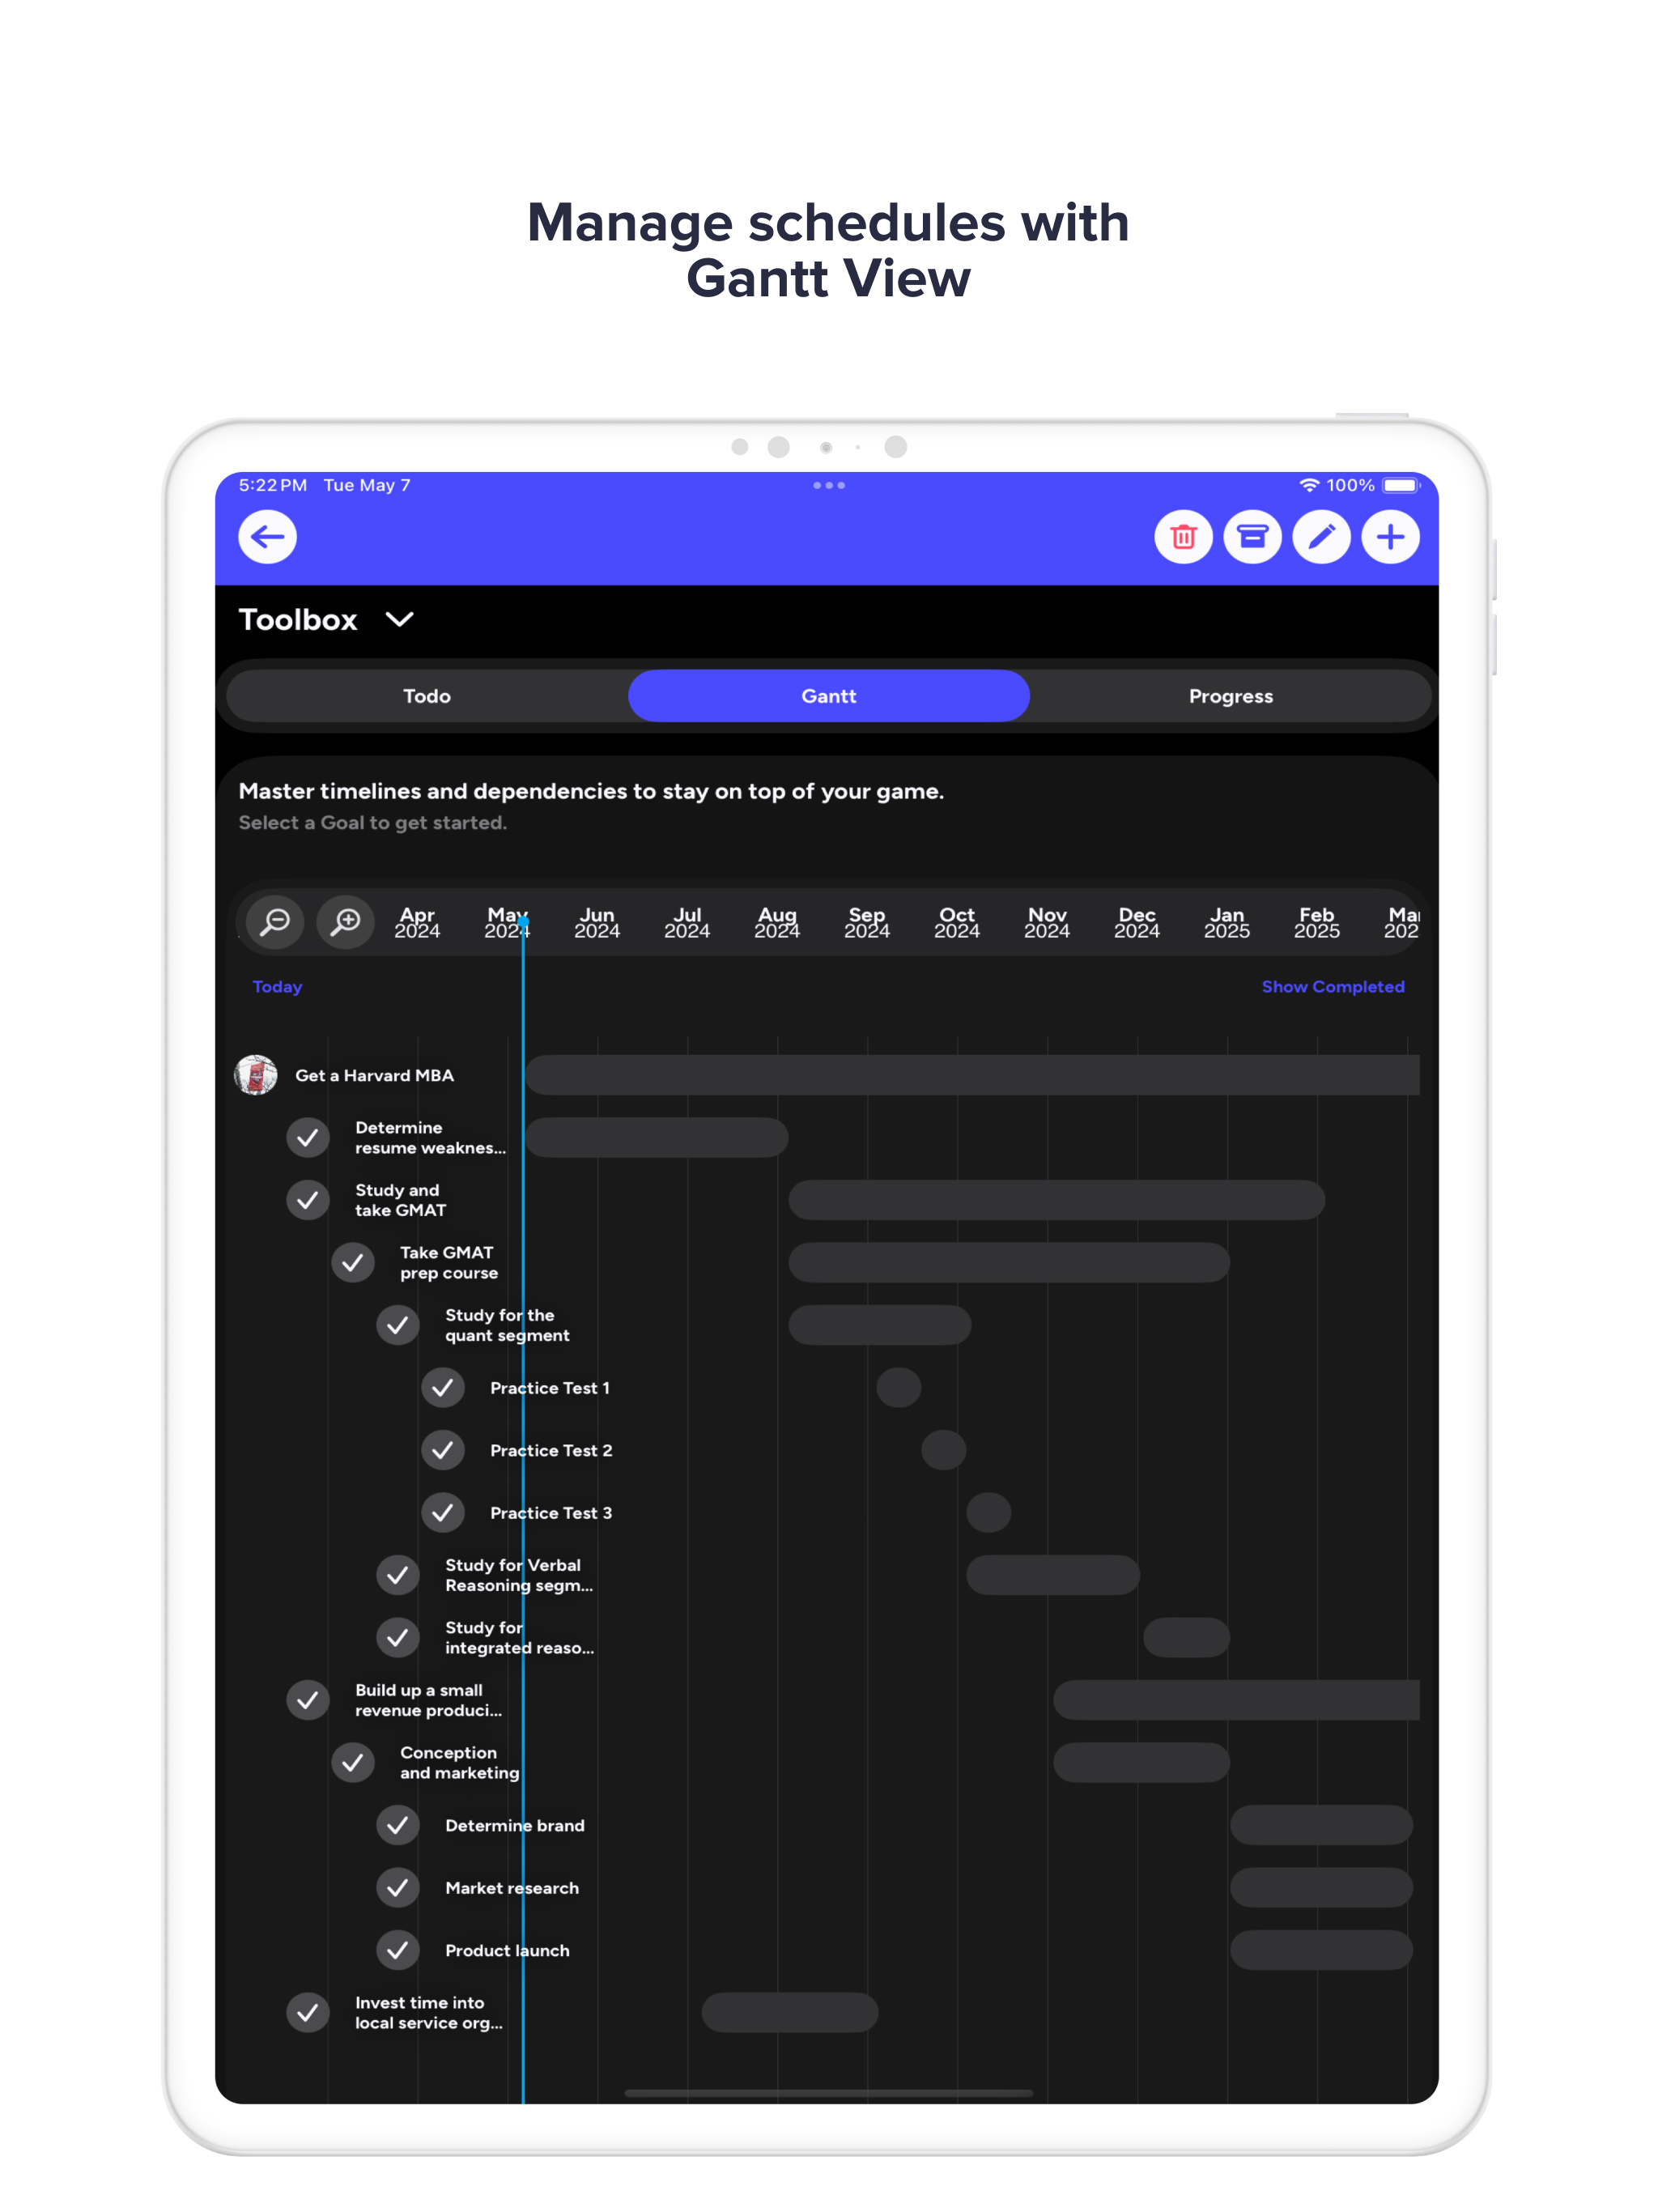 Manage schedules with
Gantt View
5:22 PM Tue May 7
100%
Toolbox
Todo Gantt Progress
Master timelines and dependencies to stay on top of your game.
Select a Goal to get started.
Apr May Jun Jul Aug Sep Oct Nov Dec Jan Feb Mar
2024 2024 2024 2024 2024 2024 2024 2024 2024 2025 2025 202
Today Show Completed
Get a Harvard MBA
Determine
resume weaknes...
Study and
take GMAT
Take GMAT
prep course
Study for the
quant segment
Practice Test 1
Practice Test 2
Practice Test 3
Study for Verbal
Reasoning segm...
Study for
integrated reaso...
Build up a small
revenue produci...
Conception
and marketing
Determine brand
Market research
Product launch
Invest time into
local service org...